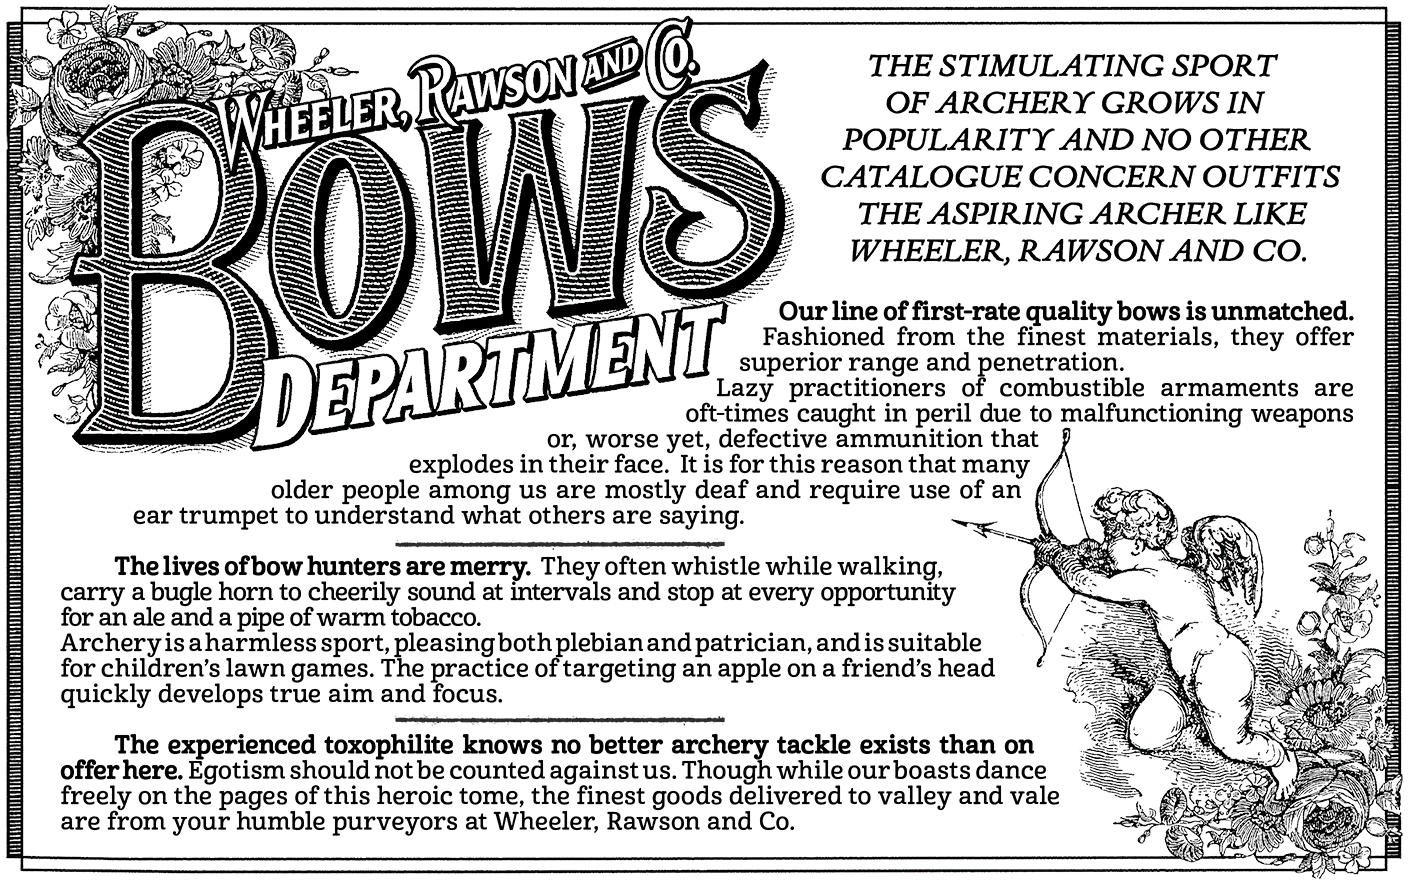 WHEELER, RAWSON AND CO.
BOWS
DEPARTMENT
THE STIMULATING SPORT
OF ARCHERY GROWS IN
POPULARITY AND NO OTHER
CATALOGUE CONCERN OUTFITS
THE ASPIRING ARCHER LIKE
WHEELER, RAWSON AND CO.
Our line of first-rate quality bows is unmatched.
Fashioned from the finest materials, they offer
superior range and penetration.
Lazy practitioners of combustible armaments are
oft-times caught in peril due to malfunctioning weapons
or, worse yet, defective ammunition that
explodes in their face. It is for this reason that many
older people among us are mostly deaf and require use of an
ear trumpet to understand what others are saying.
The lives of bow hunters are merry. They often whistle while walking,
carry a bugle horn to cheerily sound at intervals and stop at every opportunity
for an ale and a pipe of warm tobacco.
Archery is a harmless sport, pleasing both plebian and patrician, and is suitable
for children's lawn games. The practice of targeting an apple on a friend's head
quickly develops true aim and focus.
The experienced toxophilite knows no better archery tackle exists than on
offer here. Egotism should not be counted against us. Though while our boasts dance
freely on the pages of this heroic tome, the finest goods delivered to valley and vale
are from your humble purveyors at Wheeler, Rawson and Co.